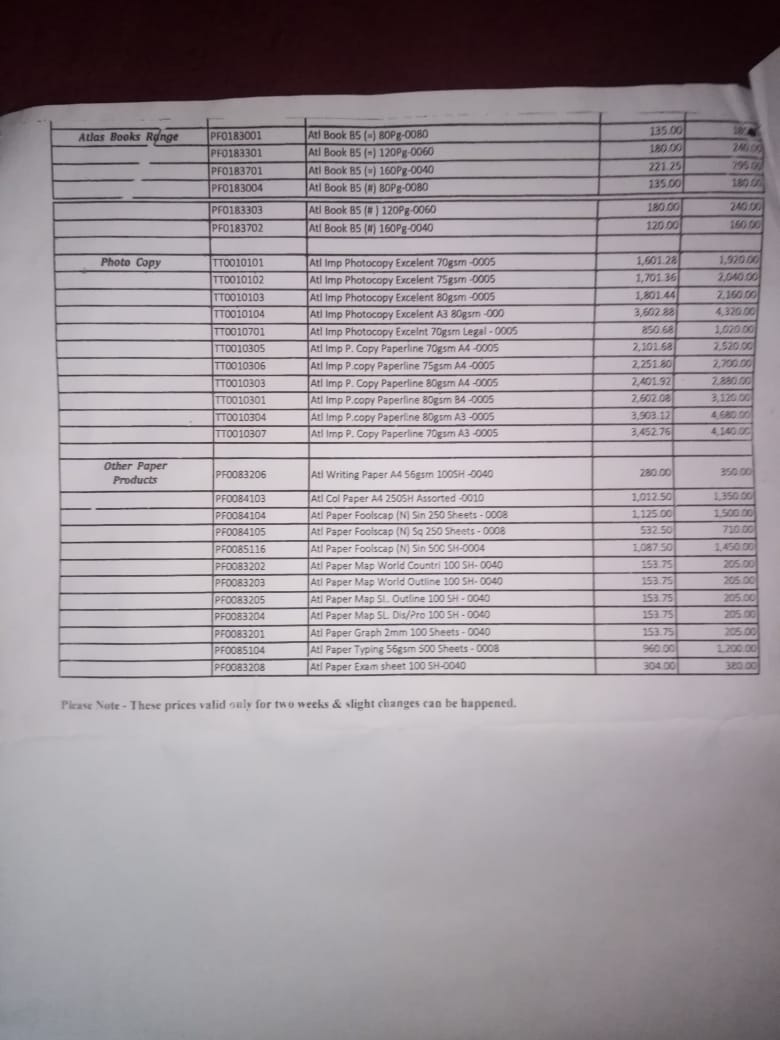 Atlas Books Range PF0183001 Atl Book B5 (=) 80Pg-0080 135.00
PF0183301 Atl Book B5 (=) 120Pg-0060 180.00 240.00
PF0183701 Atl Book B5 (=) 160Pg-0040 221.25 295.00
PF0183004 Atl Book B5 (#) 80Pg-0080 135.00 180.00
PF0183303 Atl Book B5 (# ) 120Pg-0060 180.00 240.00
PF0183702 Atl Book B5 (#) 160Pg-0040 120.00 160.00
Photo Copy TT0010101 Atl Imp Photocopy Excelent 70gsm -0005 1,601.28 1,920.00
TT0010102 Atl Imp Photocopy Excelent 75gsm -0005 1,701.36 2,040.00
TT0010103 Atl Imp Photocopy Excelent 80gsm -0005 1,801.44 2,160.00
TT0010104 Atl Imp Photocopy Excelent A3 80gsm -000 3,602.88 4,320.00
TT0010701 Atl Imp Photocopy Excelnt 70gsm Legal - 0005 850.68 1,020.00
TT0010305 Atl Imp P. Copy Paperline 70gsm A4 -0005 2,101.68 2,520.00
TT0010306 Atl Imp P.copy Paperline 75gsm A4 -0005 2,251.80 2,700.00
TT0010303 Atl Imp P. Copy Paperline 80gsm A4 -0005 2,401.92 2,880.00
TT0010301 Atl Imp P.copy Paperline 80gsm B4 -0005 2,602.08 3,120.00
TT0010304 Atl Imp P.copy Paperline 80gsm A3 -0005 3,903.12 4,680.00
TT0010307 Atl Imp P. Copy Paperline 70gsm A3 -0005 3,452.76 4,140.00
Other Paper
Products PF0083206 Atl Writing Paper A4 56gsm 100SH -0040 280.00 350.00
PF0084103 Atl Col Paper A4 250SH Assorted -0010 1,012.50 1,350.00
PF0084104 Atl Paper Foolscap (N) Sin 250 Sheets - 0008 1,125.00 1,500.00
PF0084105 Atl Paper Foolscap (N) Sq 250 Sheets - 0008 532.50 710.00
PF0085116 Atl Paper Foolscap (N) Sin 500 SH-0004 1,087.50 1,450.00
PF0083202 Atl Paper Map World Countri 100 SH- 0040 153.75 205.00
PF0083203 Atl Paper Map World Outline 100 SH- 0040 153.75 205.00
PF0083205 Atl Paper Map SL. Outline 100 SH - 0040 153.75 205.00
PF0083204 Atl Paper Map SL. Dis/Pro 100 SH - 0040 153.75 205.00
PF0083201 Atl Paper Graph 2mm 100 Sheets - 0040 153.75 205.00
PF0085104 Atl Paper Typing 56gsm 500 Sheets - 0008 960.00 1,200.00
PF0083208 Atl Paper Exam sheet 100 SH-0040 304.00 380.00
Please Note - These prices valid only for two weeks & slight changes can be happened.